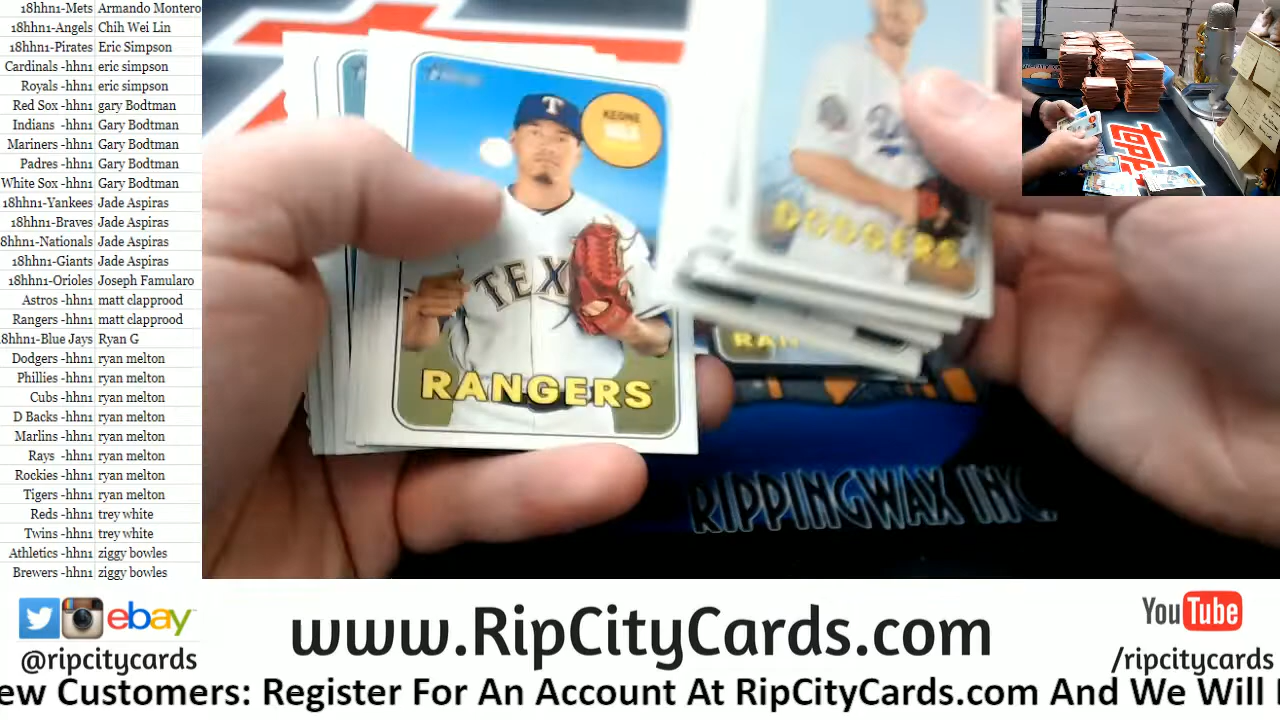 18hhn1-Mets Armando Montero
18hhn1-Angels Chih Wei Lin
18hhn1-Pirates Eric Simpson
Cardinals -hhn1 eric simpson
Royals -hhn1 eric simpson
Red Sox -hhn1 gary Bodtman
Indians -hhn1 Gary Bodtman
Mariners -hhn1 Gary Bodtman
Padres -hhn1 Gary Bodtman
White Sox -hhn1 Gary Bodtman
18hhn1-Yankees Jade Aspiras
18hhn1-Braves Jade Aspiras
8hhn1-Nationals Jade Aspiras
18hhn1-Giants Jade Aspiras
18hhn1-Orioles Joseph Famularo
Astros -hhn1 matt clapprood
Rangers -hhn1 matt clapprood
8hhn1-Blue Jays Ryan G
Dodgers -hhn1 ryan melton
Phillies -hhn1 ryan melton
Cubs -hhn1 ryan melton
D Backs -hhn1 ryan melton
Marlins -hhn1 ryan melton
Rays -hhn1 ryan melton
Rockies -hhn1 ryan melton
Tigers -hhn1 ryan melton
Reds -hhn1 trey white
Twins -hhn1 trey white
Athletics -hhn1 ziggy bowles
Brewers -hhn1 ziggy bowles
T
KEONE
TEX
RANGERS
DODGERS
RAN
RIPPINGWAX INC.
TOPP
ebay
@ripcitycards
www.RipCityCards.com
YouTube
/ripcitycards
ew Customers: Register For An Account At RipCityCards.com And We Will